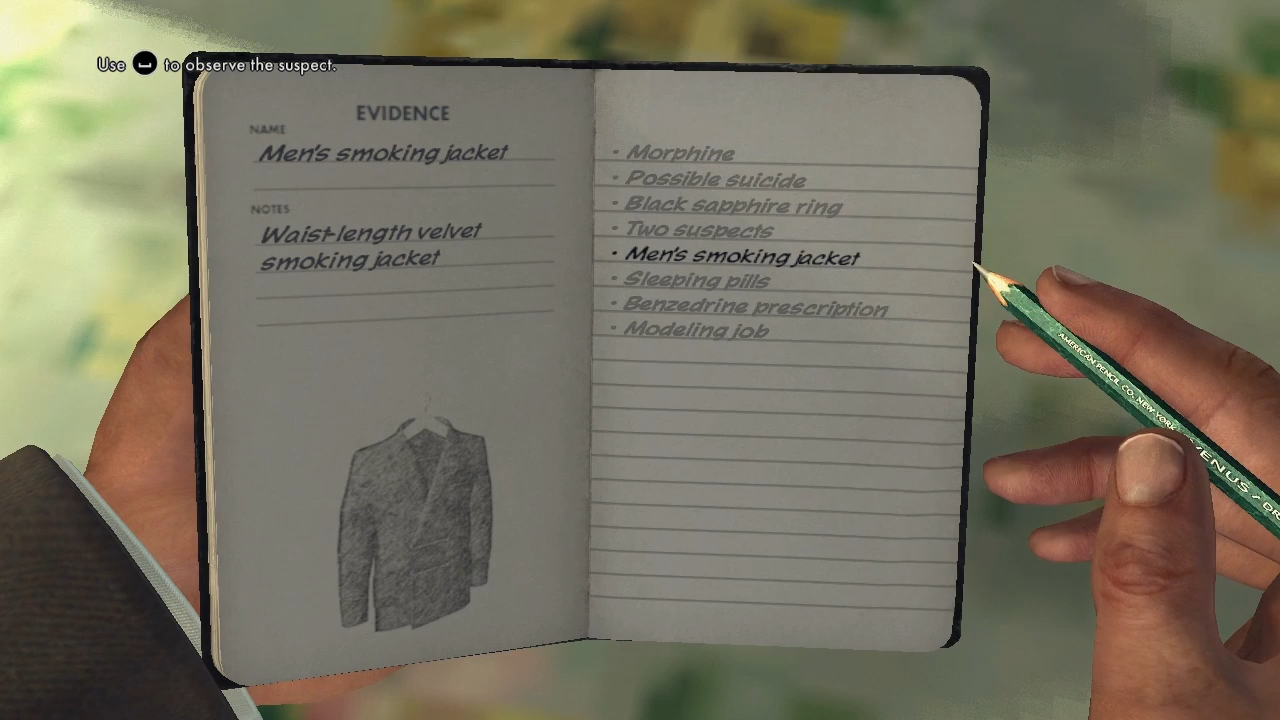 Use to observe the suspect.
EVIDENCE
NAME
Men's smoking jacket
NOTES
Waist-length velvet
smoking jacket
• Morphine
• Possible suicide
• Black sapphire ring
• Two suspects
• Men's smoking jacket
• Sleeping pills
• Benzedrine prescription
• Modeling job
AMERICAN PENCIL CO. NEW YORK
VENUS / DR